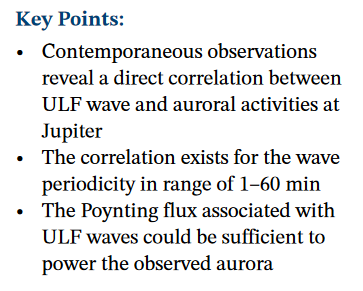 Key Points:
• Contemporaneous observations
reveal a direct correlation between
ULF wave and auroral activities at
Jupiter
• The correlation exists for the wave
periodicity in range of 1–60 min
• The Poynting flux associated with
ULF waves could be sufficient to
power the observed aurora